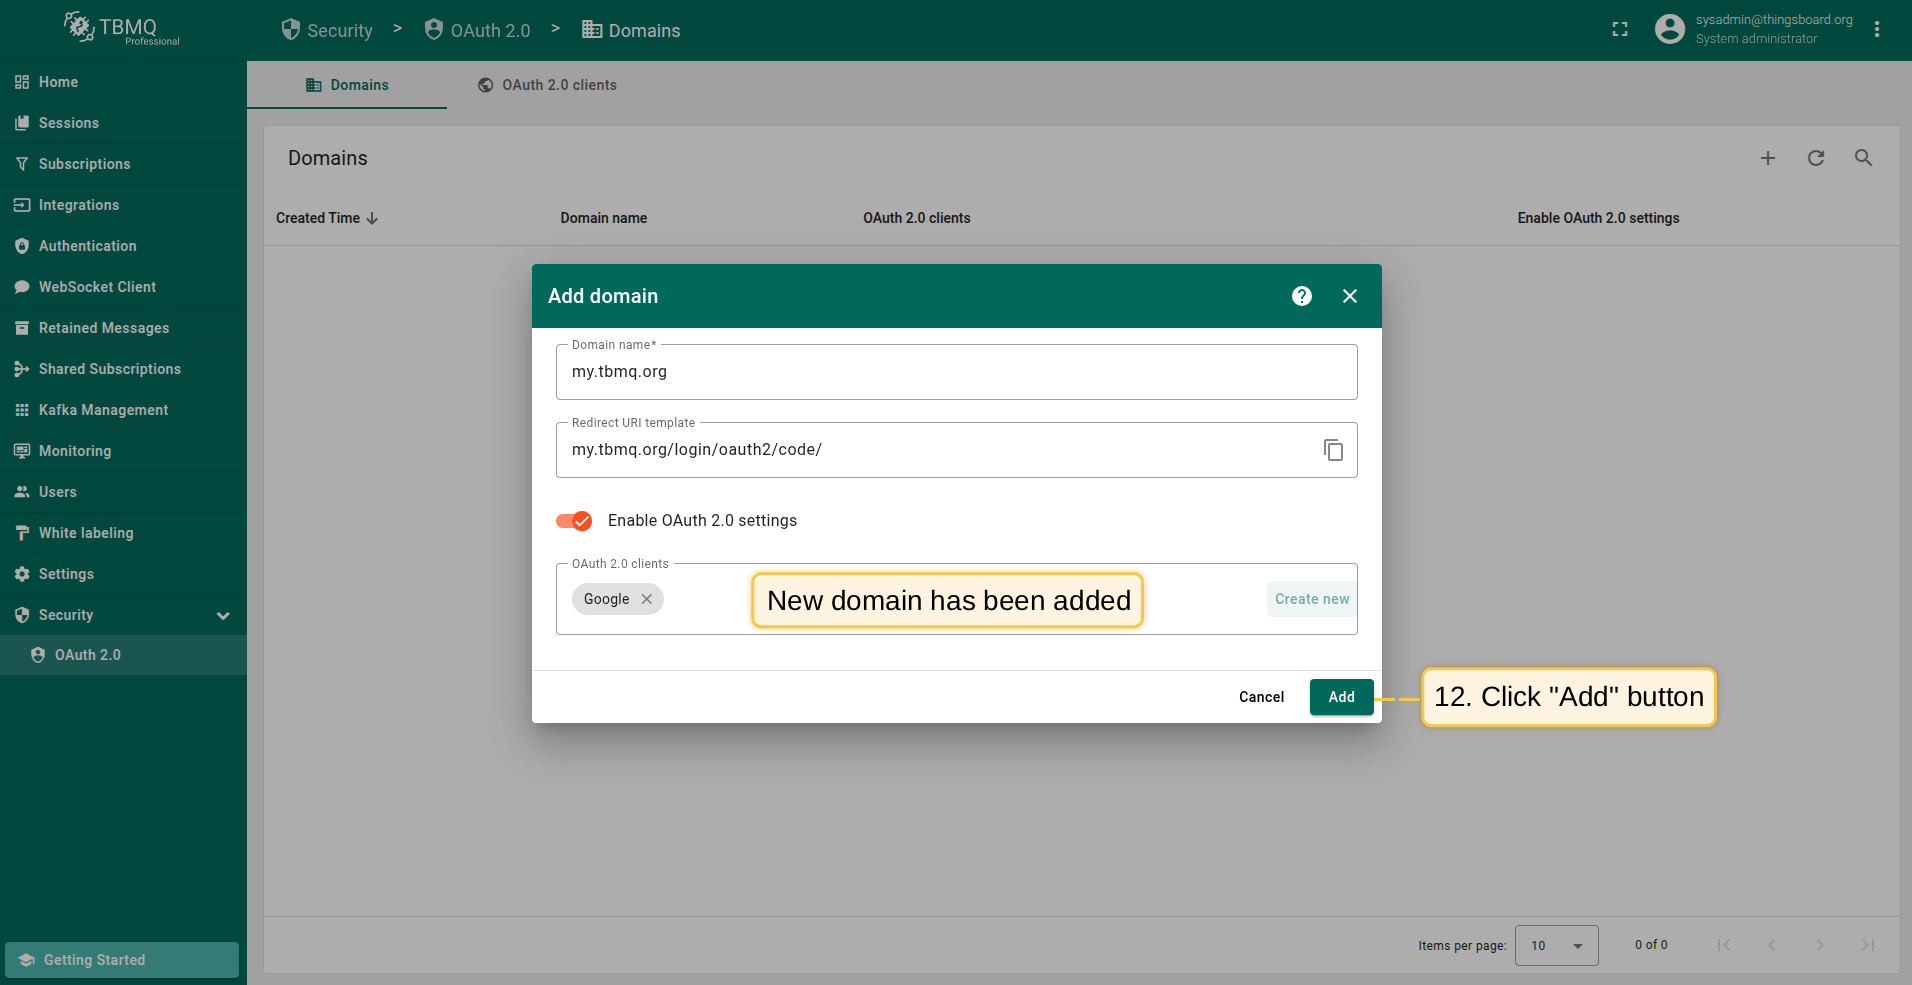 TBMQ
Professional
Security > OAuth 2.0 > Domains
sysadmin@thingsboard.org
System administrator
Home
Sessions
Subscriptions
Integrations
Authentication
WebSocket Client
Retained Messages
Shared Subscriptions
Kafka Management
Monitoring
Users
White labeling
Settings
Security
OAuth 2.0
Getting Started
Domains
OAuth 2.0 clients
Domains
Created Time
Domain name
OAuth 2.0 clients
Enable OAuth 2.0 settings
Add domain
Domain name*
my.tbmq.org
Redirect URI template
my.tbmq.org/login/oauth2/code/
Enable OAuth 2.0 settings
OAuth 2.0 clients
Google
New domain has been added
Create new
Cancel
Add
12. Click "Add" button
Items per page:
10
0 of 0